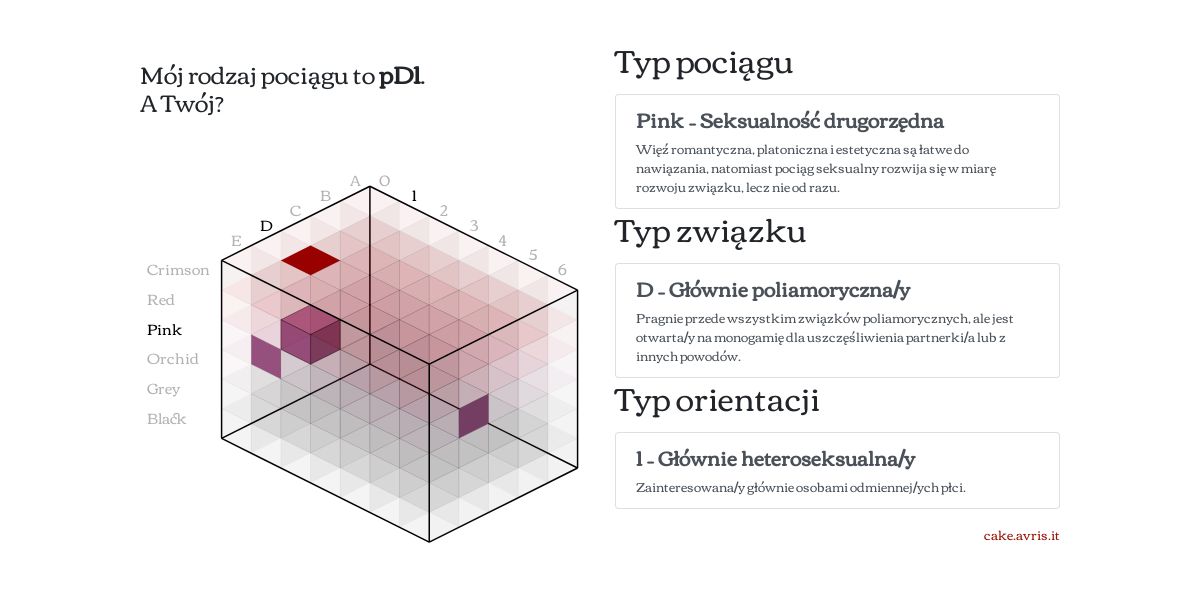 Mój rodzaj pociągu to pD1.
A Twój?
A O
B 1
C 2
D 3
E 4
5
6
Crimson
Red
Pink
Orchid
Grey
Black
Typ pociągu
Pink – Seksualność drugorzędna
Więź romantyczna, platoniczna i estetyczna są łatwe do
nawiązania, natomiast pociąg seksualny rozwija się w miarę
rozwoju związku, lecz nie od razu.
Typ związku
D – Głównie poliamoryczna/y
Pragnie przede wszystkim związków poliamorycznych, ale jest
otwarta/y na monogamię dla uszczęśliwienia partnerki/a lub z
innych powodów.
Typ orientacji
1 – Głównie heteroseksualna/y
Zainteresowana/y głównie osobami odmiennej/ych płci.
cake.avris.it